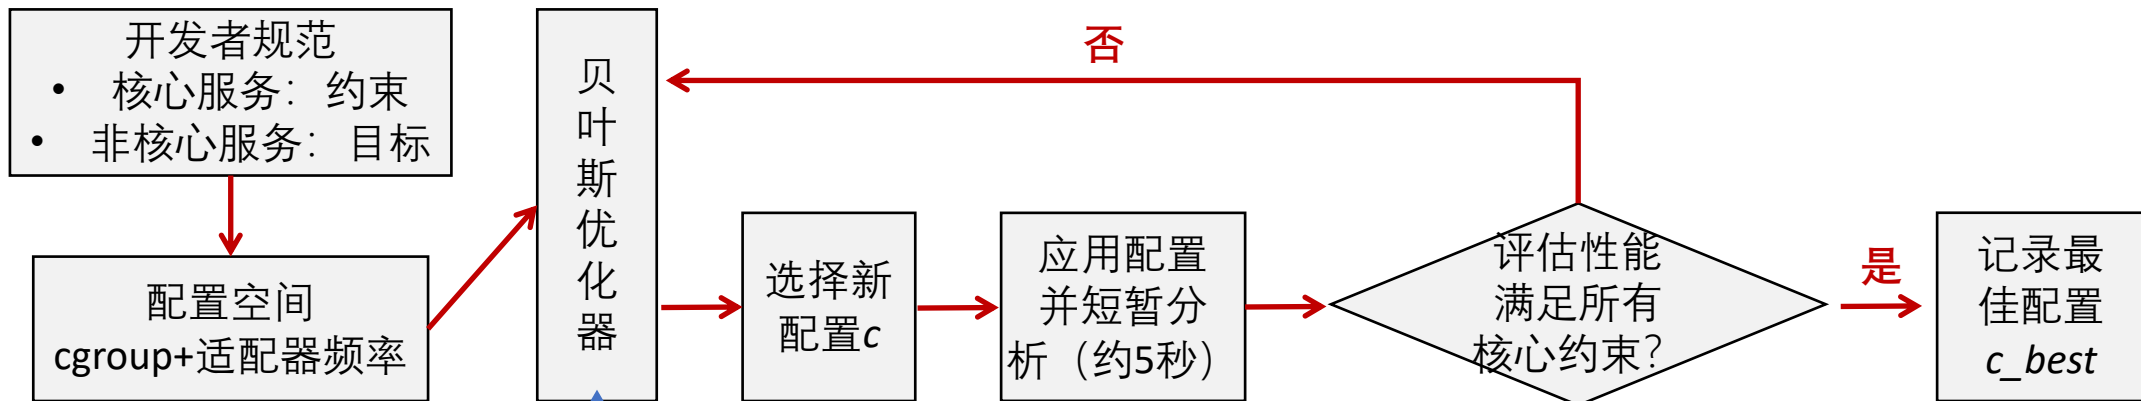 开发者规范
• 核心服务：约束
• 非核心服务：目标
配置空间
cgroup+适配器频率
贝
叶
斯
优
化
器
选择新
配置c
应用配置
并短暂分
析（约5秒）
否
评估性能
满足所有
核心约束？
是
记录最
佳配置
c_best